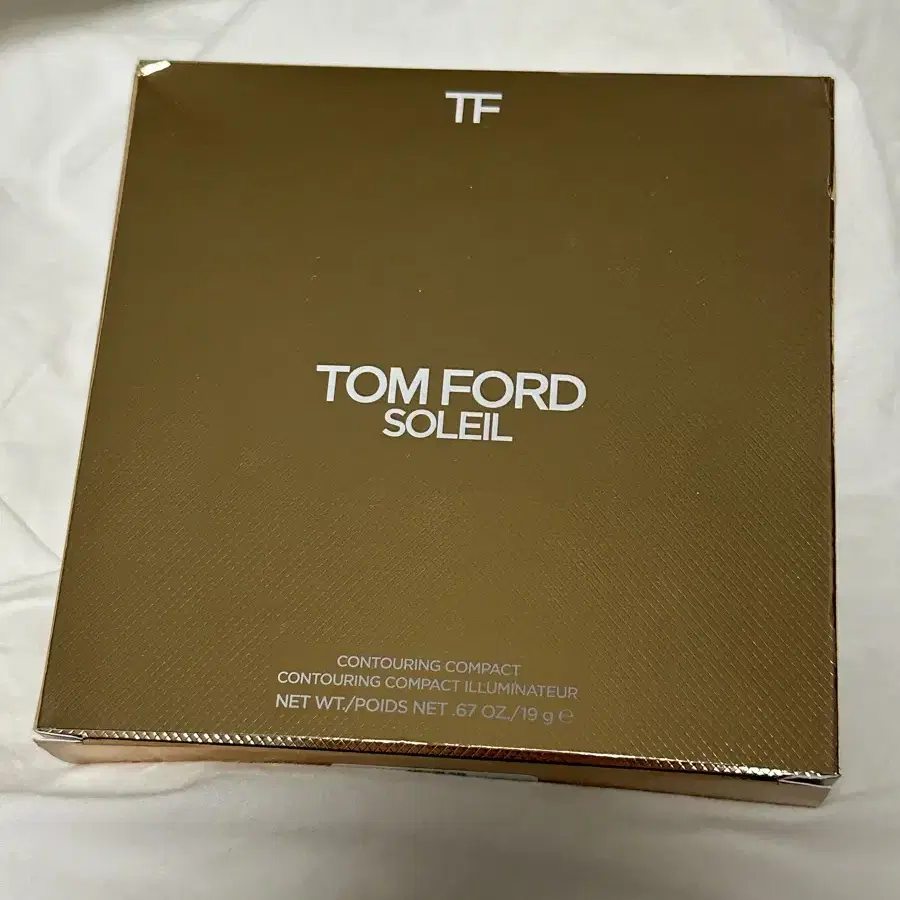 TF
TOM FORD
SOLEIL
CONTOURING COMPACT
CONTOURING COMPACT ILLUMINATEUR
NET WT./POIDS NET .67 OZ./19 g ℮